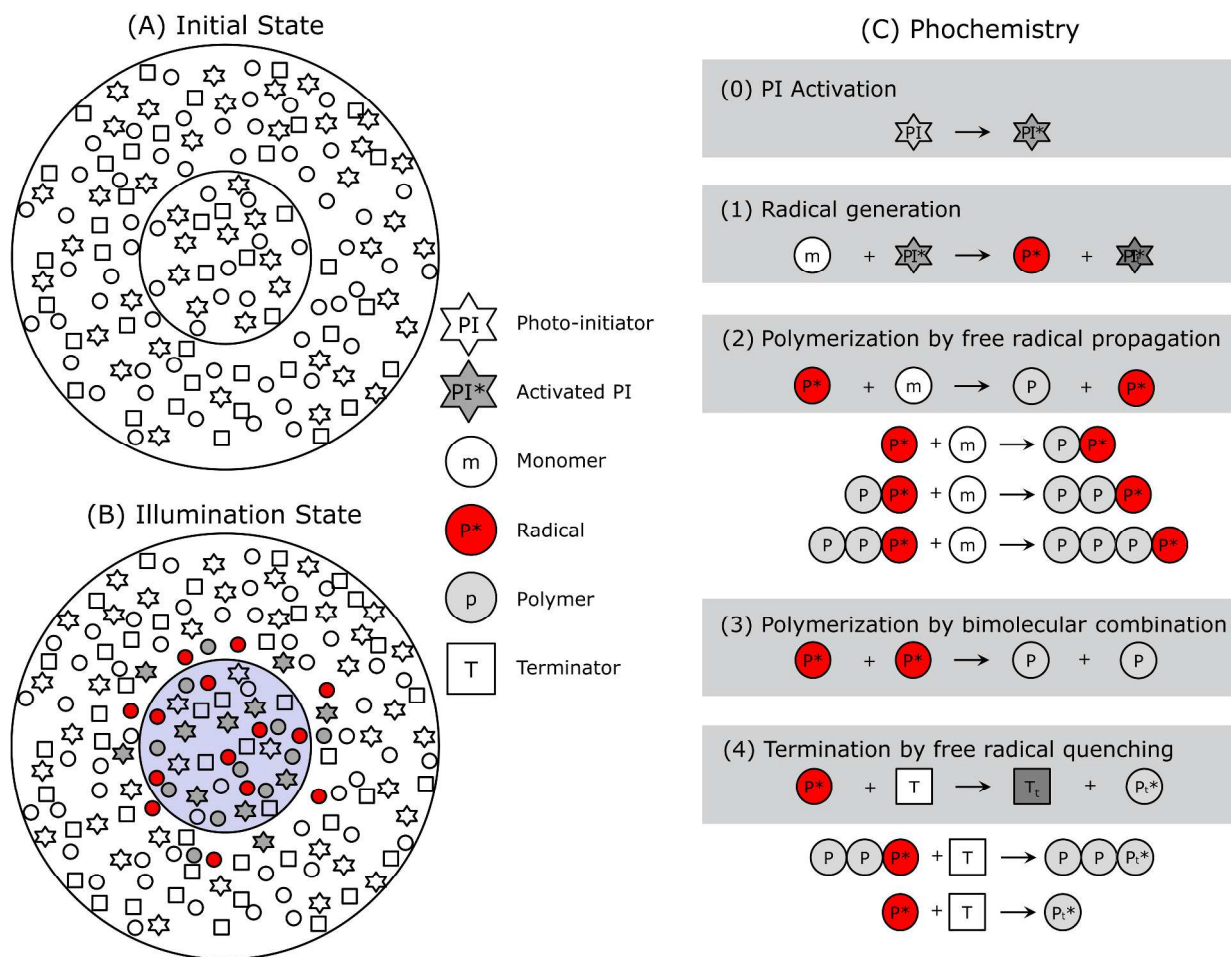 (A) Initial State
(B) Illumination State
PI Photo-initiator
PI* Activated PI
m Monomer
P* Radical
p Polymer
T Terminator
(C) Phochemistry
(0) PI Activation
PI → PI*
(1) Radical generation
m + PI* → P* + PI*
(2) Polymerization by free radical propagation
P* + m → P + P*
P* + m → P P*
P P* + m → P P P*
P P P* + m → P P P P*
(3) Polymerization by bimolecular combination
P* + P* → P + P
(4) Termination by free radical quenching
P* + T → Tt + Pt*
P P P* + T → P P Pt*
P* + T → Pt*